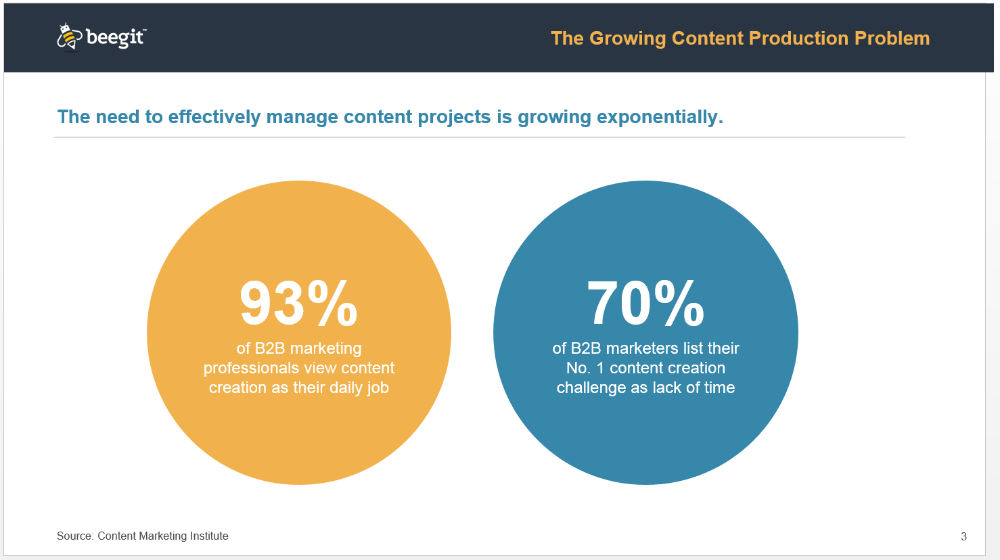 beegit™
The Growing Content Production Problem
The need to effectively manage content projects is growing exponentially.
93%
of B2B marketing
professionals view content
creation as their daily job
70%
of B2B marketers list their
No. 1 content creation
challenge as lack of time
Source: Content Marketing Institute
3